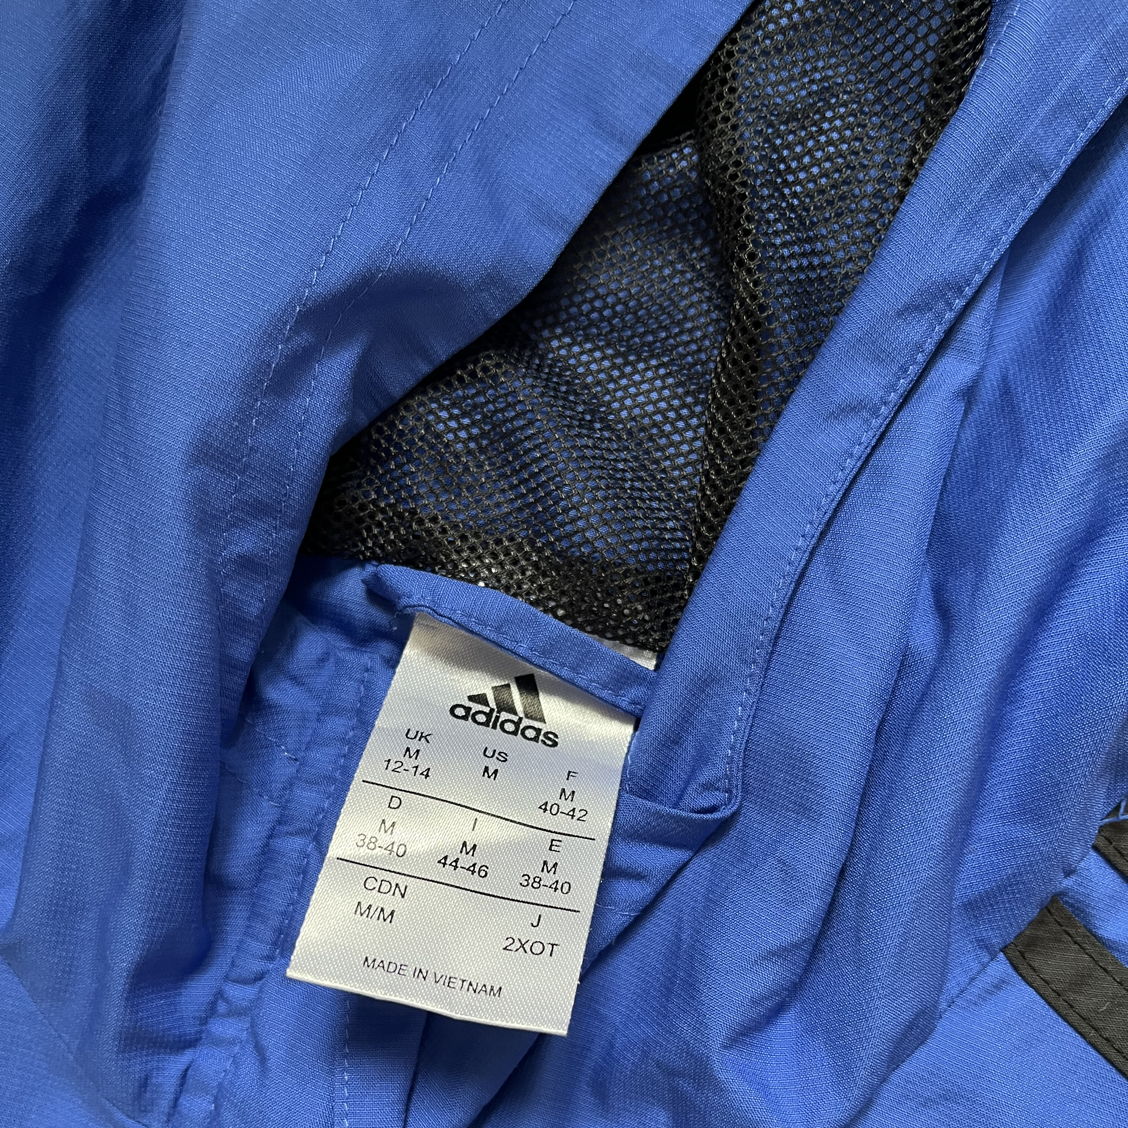 adidas
UK US F
M M M
12-14 40-42
D I E
M M M
38-40 44-46 38-40
CDN J
M/M 2XOT
MADE IN VIETNAM